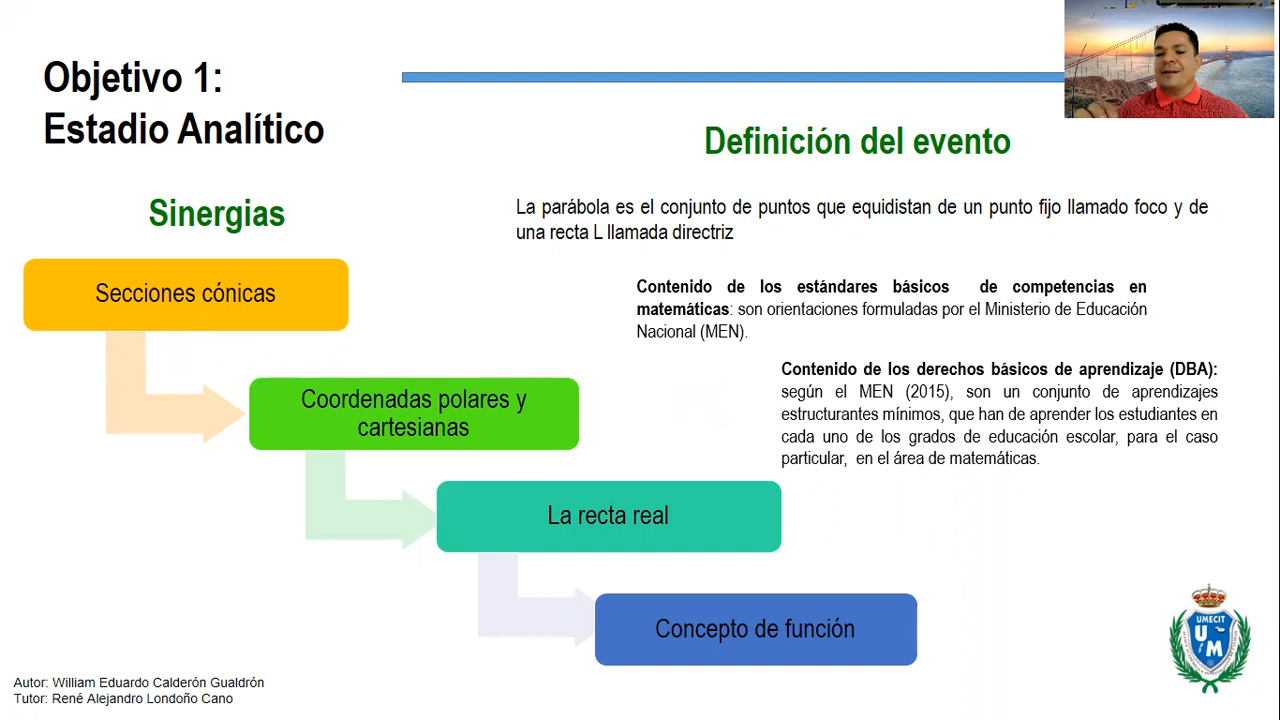 Objetivo 1:
Estadio Analítico
Definición del evento
Sinergias
La parábola es el conjunto de puntos que equidistan de un punto fijo llamado foco y de
una recta L llamada directriz
Secciones cónicas
Contenido de los estándares básicos de competencias en
matemáticas: son orientaciones formuladas por el Ministerio de Educación
Nacional (MEN).
Contenido de los derechos básicos de aprendizaje (DBA):
según el MEN (2015), son un conjunto de aprendizajes
estructurantes mínimos, que han de aprender los estudiantes en
cada uno de los grados de educación escolar, para el caso
particular, en el área de matemáticas.
Coordenadas polares y
cartesianas
La recta real
Concepto de función
UMECIT
U M
Autor: William Eduardo Calderón Gualdrón
Tutor: René Alejandro Londoño Cano